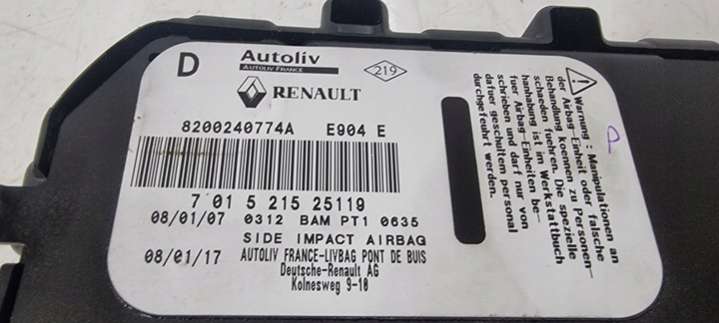 D
Autoliv
AUTOLIV FRANCE
219
RENAULT
8200240774A E904 E
7 01 5 215 25119
08/01/07 0312 BAM PT1 0635
SIDE IMPACT AIRBAG
08/01/17 AUTOLIV FRANCE-LIVBAG PONT DE BUIS
Deutsche-Renault AG
Kolnesweg 9-10
Warnung : Manipulationen an
der Airbag-Einheit oder falsche
Behandlung koennen zu Personen-
schaeden fuehren. Die spezielle
hanhabung ist im Werkstattbuch
fuer Airbag-Einheiten be-
schrieben und darf nur von
dafuer geschultem personal
durchgefuehrt werden.